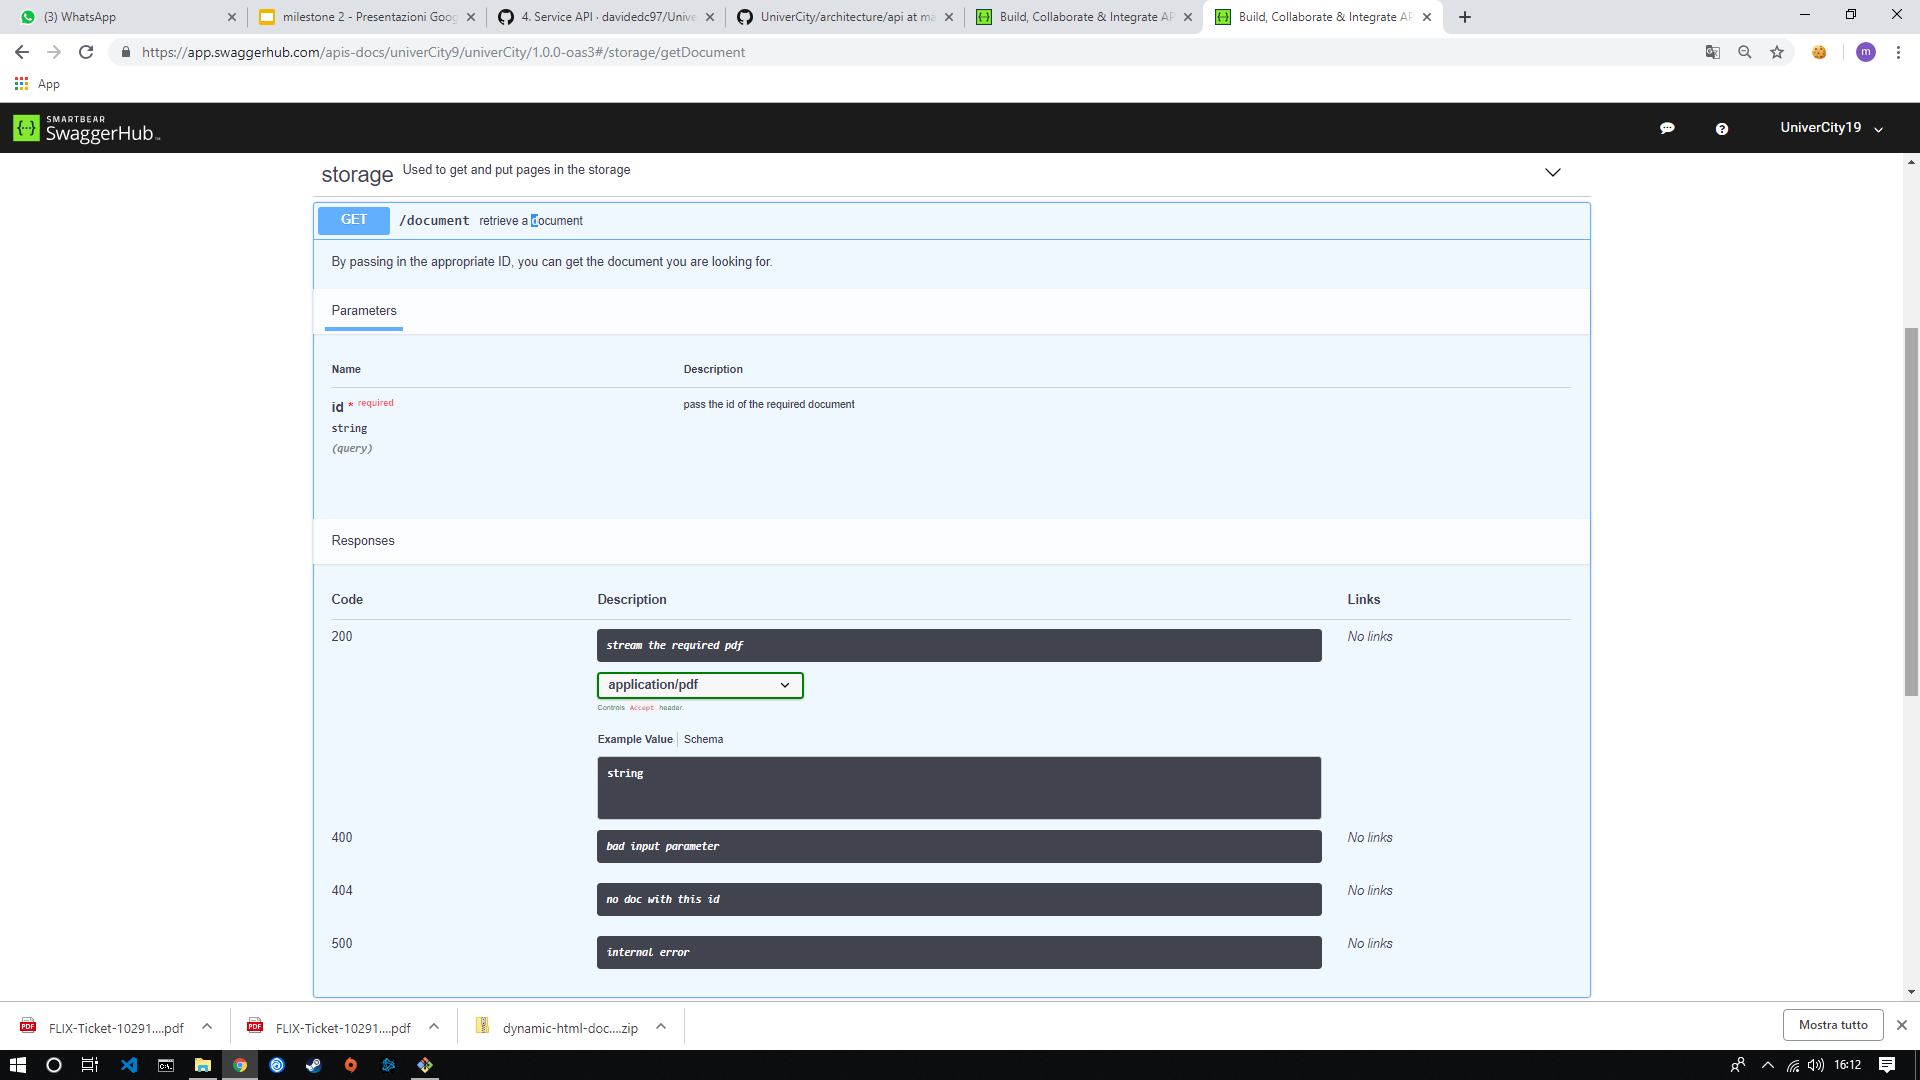 (3) WhatsApp
milestone 2 - Presentazioni Goog
4. Service API · davidedc97/Unive
UniverCity/architecture/api at ma
Build, Collaborate & Integrate AP
Build, Collaborate & Integrate AP
https://app.swaggerhub.com/apis-docs/univerCity9/univerCity/1.0.0-oas3#/storage/getDocument
m
App
SMARTBEAR
SwaggerHub
UniverCity19
storage Used to get and put pages in the storage
GET /document retrieve a document
By passing in the appropriate ID, you can get the document you are looking for.
Parameters
Name Description
id * required pass the id of the required document
string
(query)
Responses
Code Description Links
200 stream the required pdf No links
application/pdf
Controls Accept header.
Example Value Schema
string
400 bad input parameter No links
404 no doc with this id No links
500 internal error No links
FLIX-Ticket-10291....pdf
FLIX-Ticket-10291....pdf
dynamic-html-doc....zip
Mostra tutto
16:12